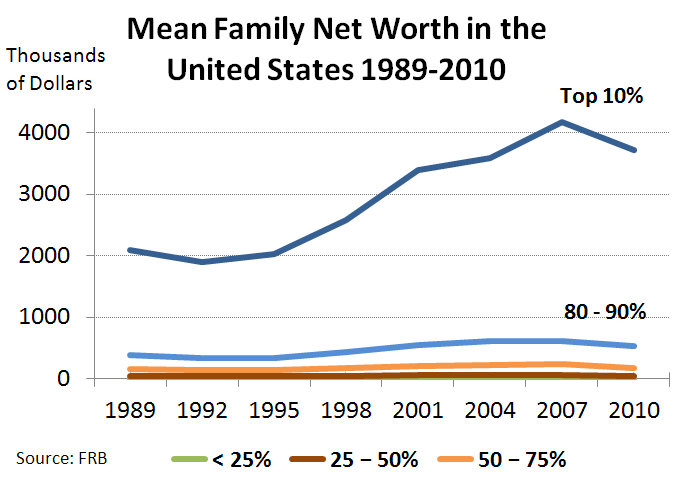 Mean Family Net Worth in the
United States 1989-2010
Thousands
of Dollars
Top 10%
4000
3000
2000
1000
80 - 90%
0
1989 1992 1995 1998 2001 2004 2007 2010
Source: FRB
< 25% 25 – 50% 50 – 75%